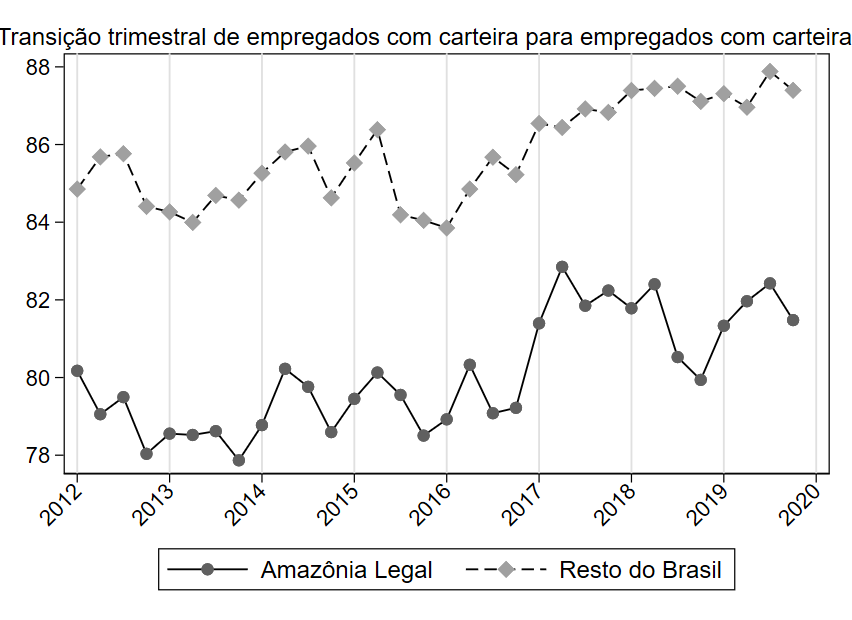 Transição trimestral de empregados com carteira para empregados com carteira
88
86
84
82
80
78
2012 2013 2014 2015 2016 2017 2018 2019 2020
Amazônia Legal Resto do Brasil